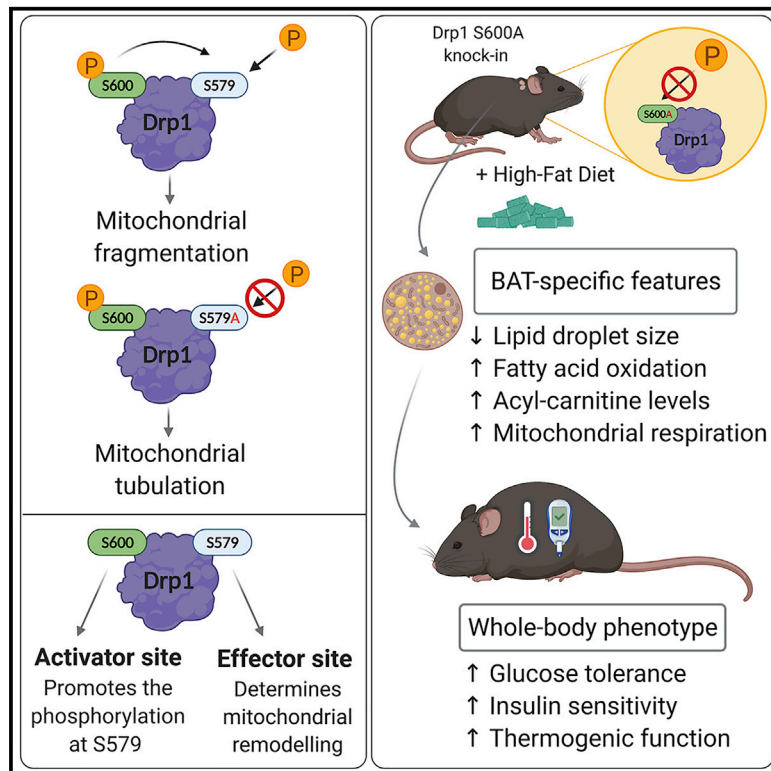 P
P
S600
S579
Drp1
Mitochondrial
fragmentation
P
P
S600
S579A
Drp1
Mitochondrial
tubulation
S600
S579
Drp1
Activator site
Promotes the
phosphorylation
at S579
Effector site
Determines
mitochondrial
remodelling
Drp1 S600A
knock-in
P
S600A
Drp1
+ High-Fat Diet
BAT-specific features
↓ Lipid droplet size
↑ Fatty acid oxidation
↑ Acyl-carnitine levels
↑ Mitochondrial respiration
Whole-body phenotype
↑ Glucose tolerance
↑ Insulin sensitivity
↑ Thermogenic function